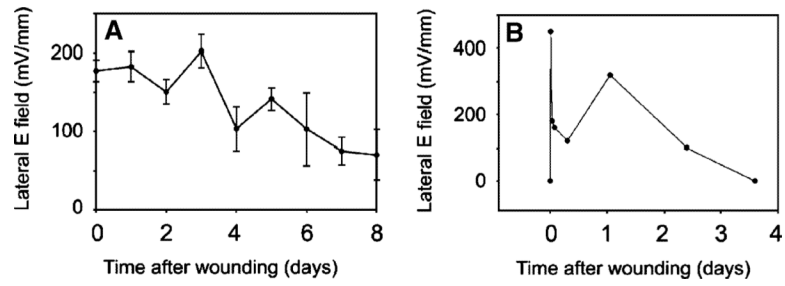 A
Lateral E field (mV/mm)
200
100
0
0 2 4 6 8
Time after wounding (days)
B
Lateral E field (mV/mm)
400
200
0
0 1 2 3 4
Time after wounding (days)